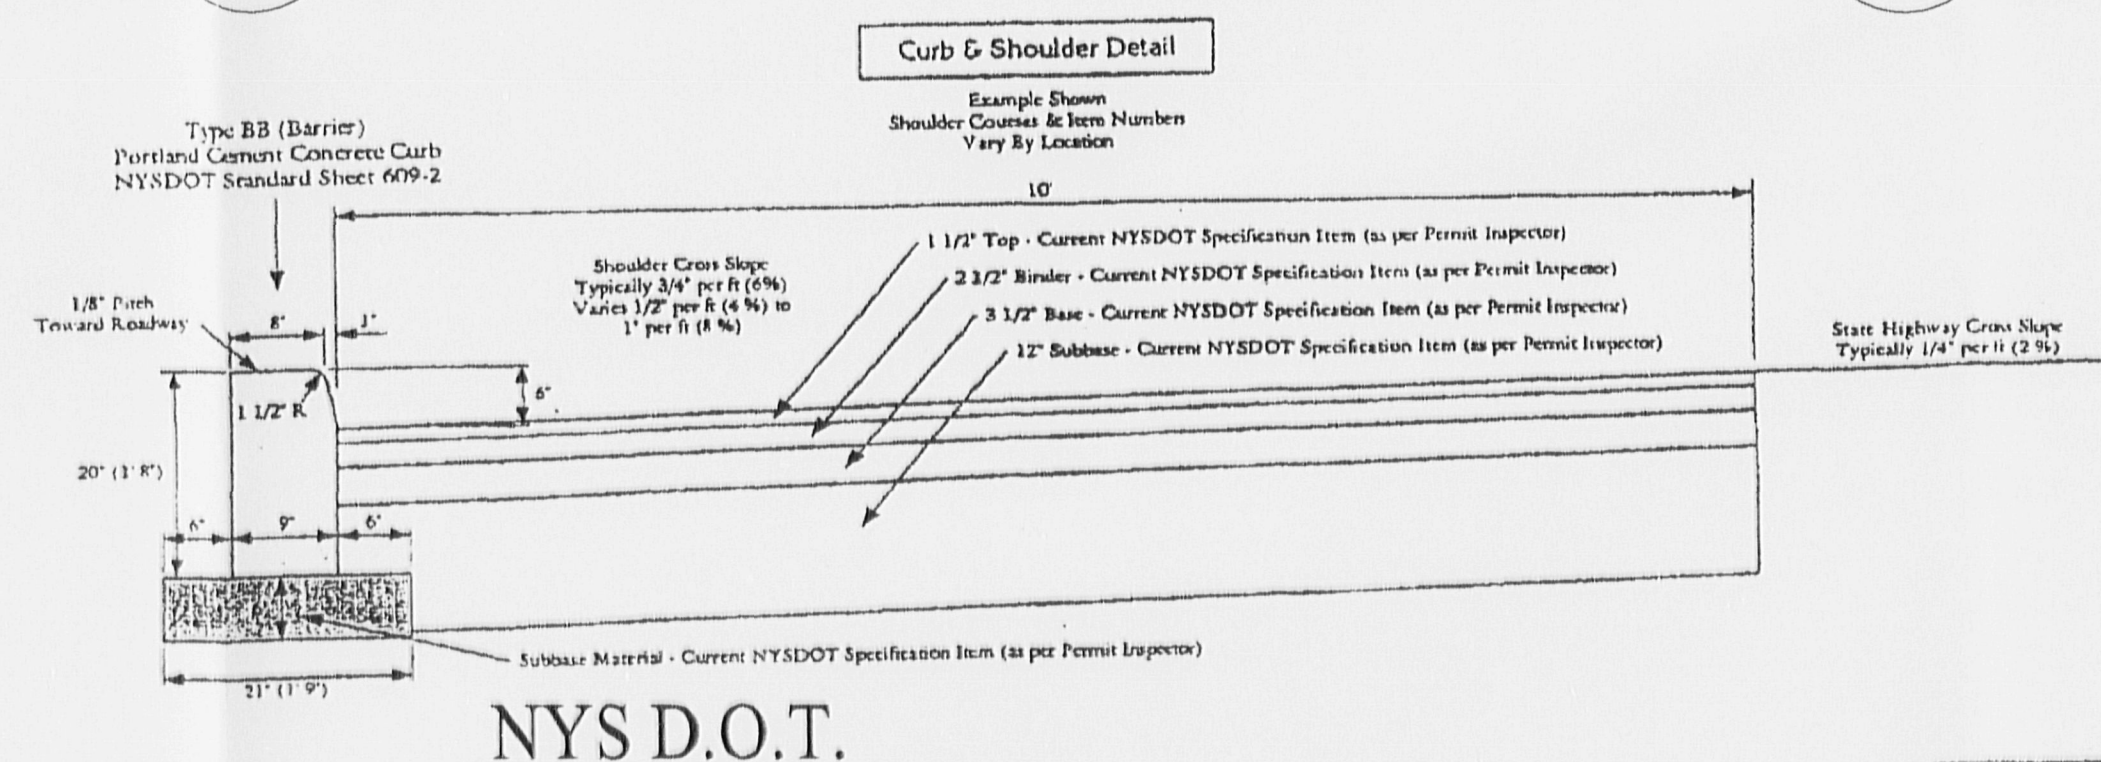 Curb & Shoulder Detail
Example Shown
Shoulder Courses & Item Numbers
Vary By Location
Type BB (Barrier)
Portland Cement Concrete Curb
NYSDOT Standard Sheet 609-2
10'
1 1/2" Top - Current NYSDOT Specification Item (as per Permit Inspector)
2 1/2" Binder - Current NYSDOT Specification Item (as per Permit Inspector)
3 1/2" Base - Current NYSDOT Specification Item (as per Permit Inspector)
12" Subbase - Current NYSDOT Specification Item (as per Permit Inspector)
Shoulder Cross Slope
Typically 3/4" per ft (6%)
Varies 1/2" per ft (4 %) to
1" per ft (8 %)
1/8" Pitch
Toward Roadway
8"
1"
State Highway Cross Slope
Typically 1/4" per ft (2 %)
6"
1 1/2" R
20" (1' 8")
6"
9"
6"
Subbase Material - Current NYSDOT Specification Item (as per Permit Inspector)
21" (1' 9")
NYS D.O.T.